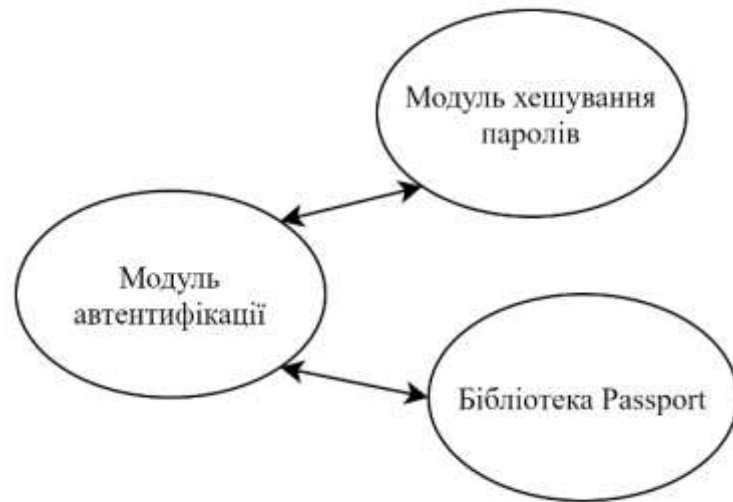 Модуль хешування
паролів
Модуль
автентифікації
Бібліотека Passport